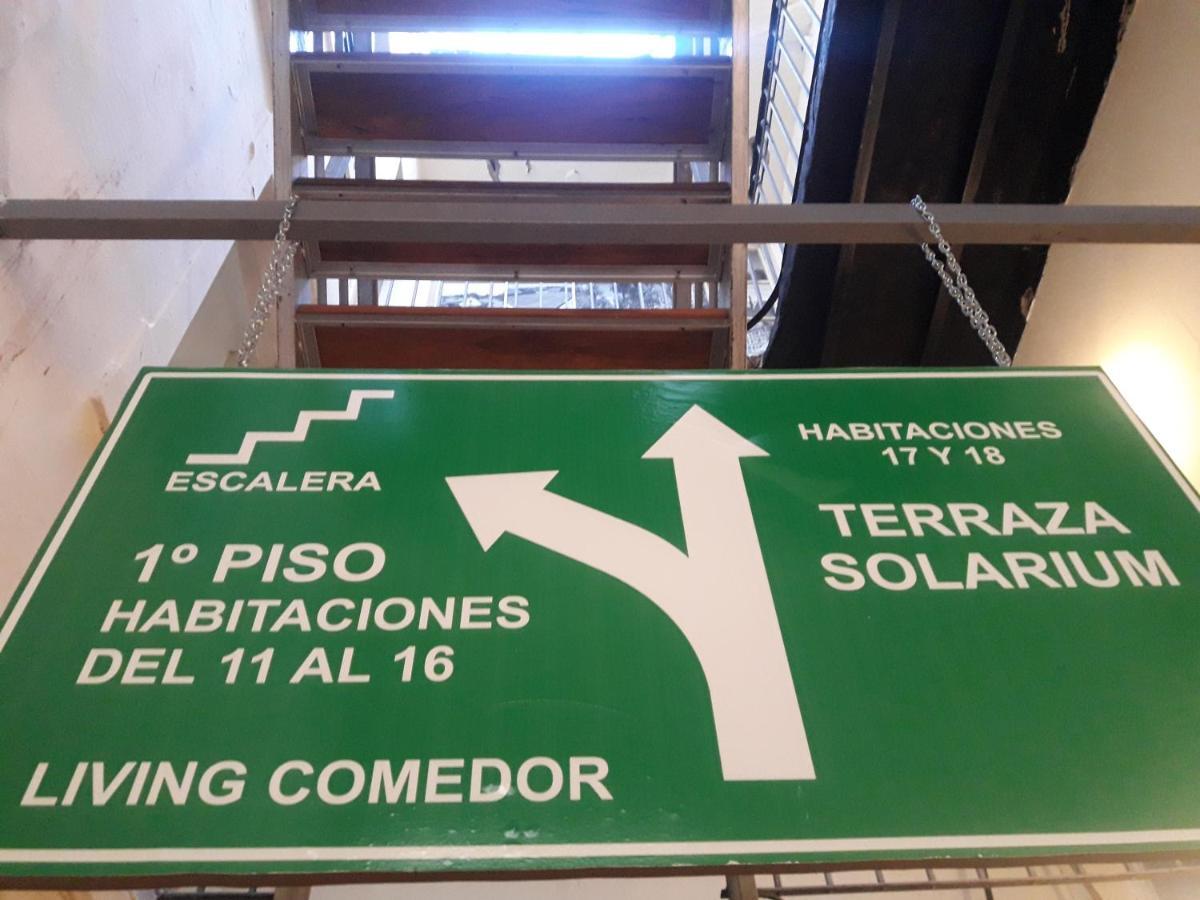 ESCALERA
1º PISO
HABITACIONES
DEL 11 AL 16
LIVING COMEDOR
HABITACIONES
17 Y 18
TERRAZA
SOLARIUM